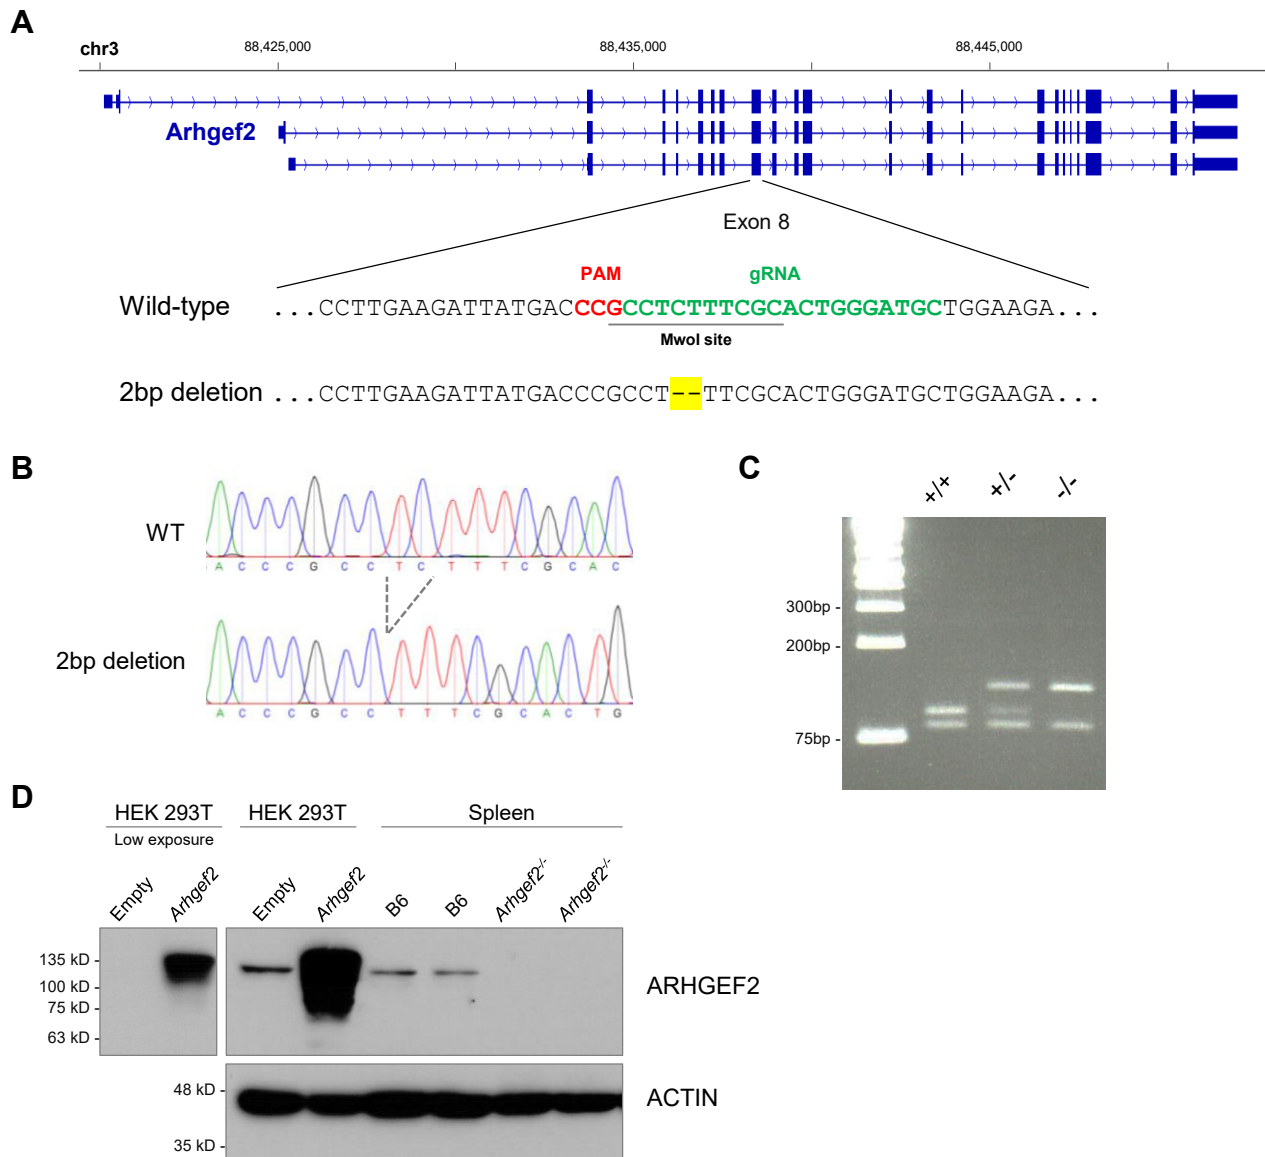 A
chr3 88,425,000 88,435,000 88,445,000
Arhgef2
Exon 8
PAM gRNA
Wild-type ...CCTTGAAGATTATGACCCGCCTCTTTCGCACTGGGATGCTGGAAGA...
MwoI site
2bp deletion ...CCTTGAAGATTATGACCCGCCT--TTCGCACTGGGATGCTGGAAGA...
B
WT
A C C C G C C T C T T T C G C A C
2bp deletion
A C C C G C C T T T C G C A C T G
C
+/+ +/- -/-
300bp -
200bp -
75bp -
D
HEK 293T HEK 293T Spleen
Low exposure
Empty Arhgef2 Empty Arhgef2 B6 B6 Arhgef2-/- Arhgef2-/-
135 kD -
100 kD -
75 kD -
63 kD -
ARHGEF2
48 kD -
35 kD -
ACTIN